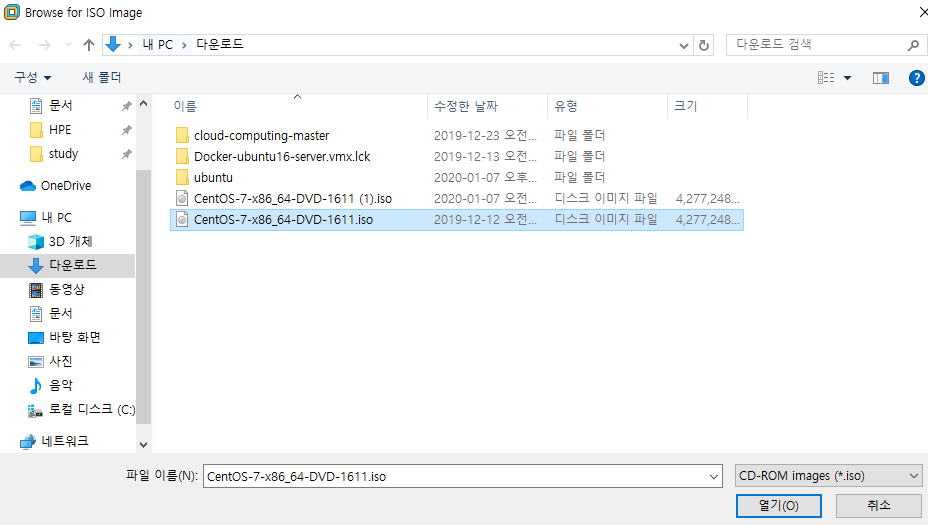 Browse for ISO Image
내 PC > 다운로드
다운로드 검색
구성 새 폴더
문서
HPE
study
OneDrive
내 PC
3D 개체
다운로드
동영상
문서
바탕 화면
사진
음악
로컬 디스크 (C:)
네트워크
이름 수정한 날짜 유형 크기
cloud-computing-master 2019-12-23 오전... 파일 폴더
Docker-ubuntu16-server.vmx.lck 2019-12-13 오전... 파일 폴더
ubuntu 2020-01-07 오후... 파일 폴더
CentOS-7-x86_64-DVD-1611 (1).iso 2020-01-07 오전... 디스크 이미지 파일 4,277,248...
CentOS-7-x86_64-DVD-1611.iso 2019-12-12 오전... 디스크 이미지 파일 4,277,248...
파일 이름(N): CentOS-7-x86_64-DVD-1611.iso CD-ROM images (*.iso)
열기(O) 취소